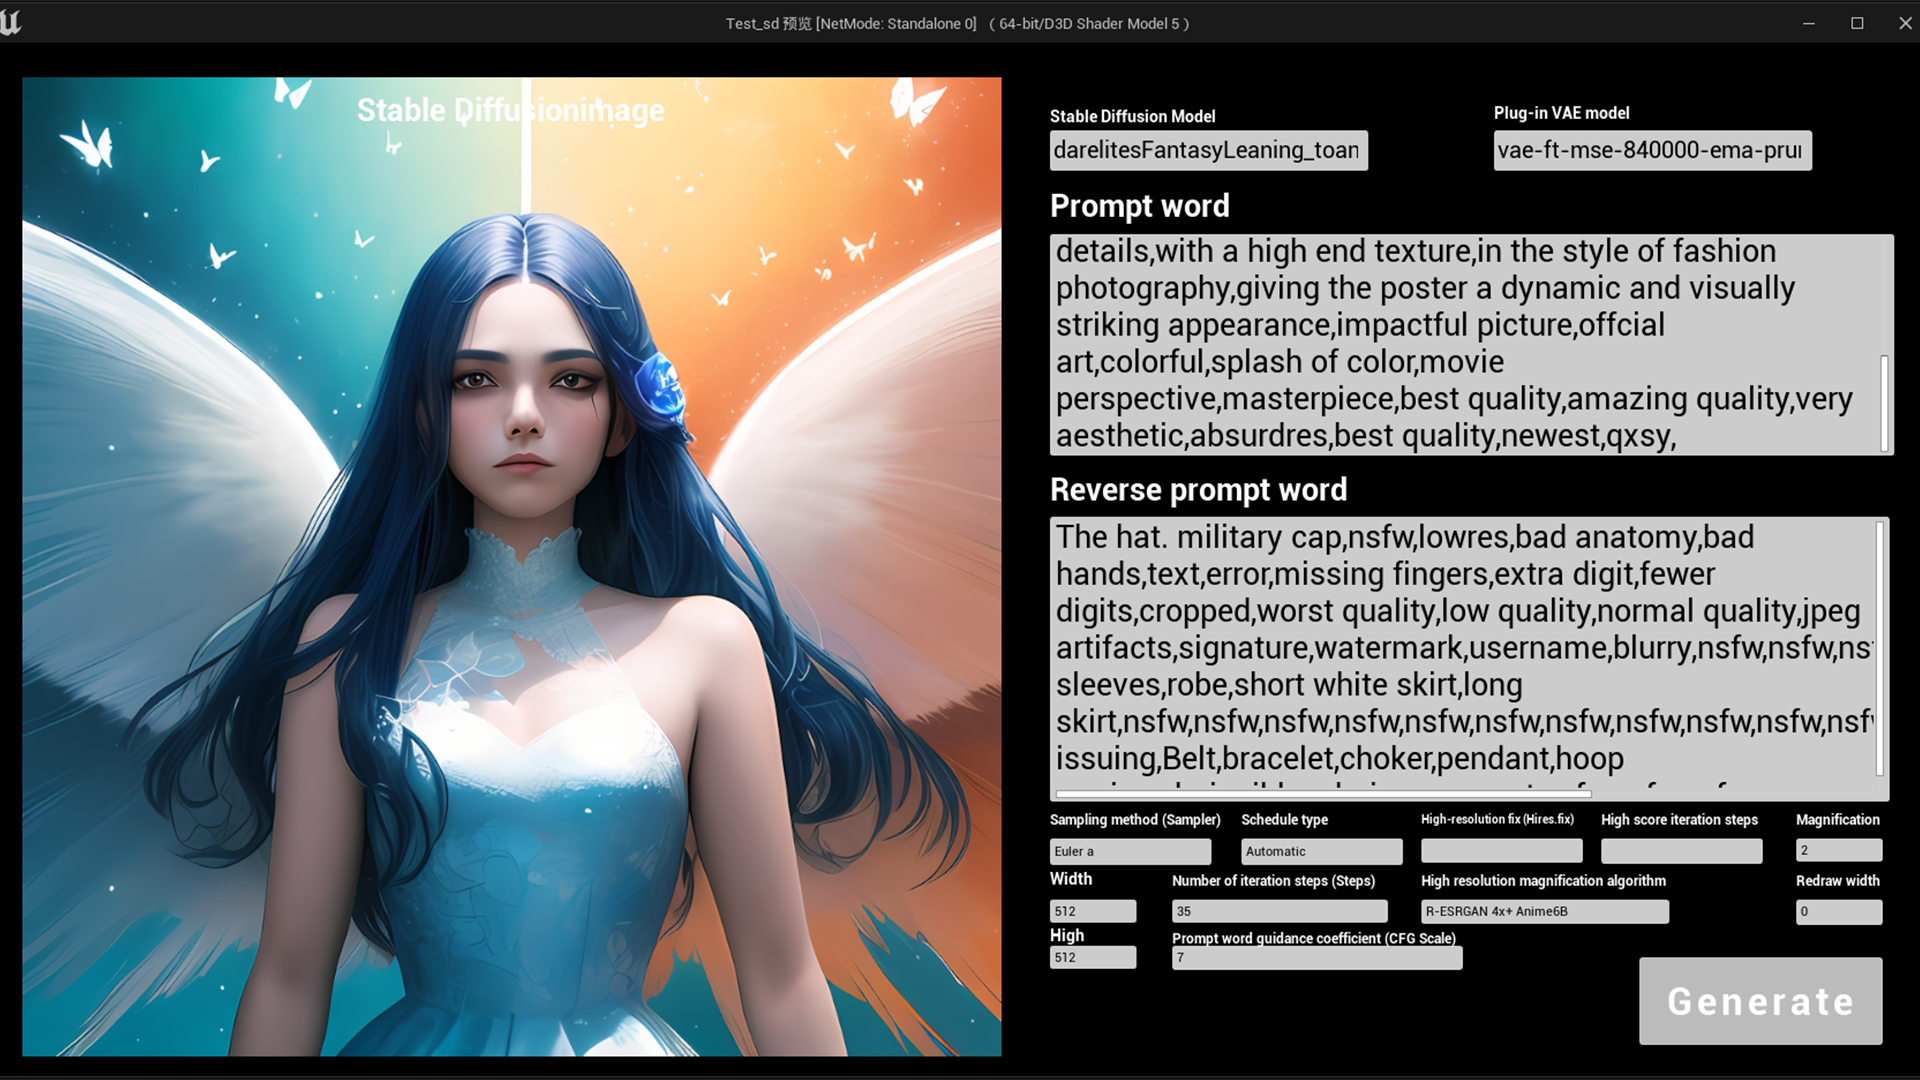 Test_sd 预览 [NetMode: Standalone 0] ( 64-bit/D3D Shader Model 5 )
Stable Diffusionimage
Stable Diffusion Model
Plug-in VAE model
darelitesFantasyLeaning_toan
vae-ft-mse-840000-ema-pru
Prompt word
details,with a high end texture,in the style of fashion
photography,giving the poster a dynamic and visually
striking appearance,impactful picture,offcial
art,colorful,splash of color,movie
perspective,masterpiece,best quality,amazing quality,very
aesthetic,absurdres,best quality,newest,qxsy,
Reverse prompt word
The hat. military cap,nsfw,lowres,bad anatomy,bad
hands,text,error,missing fingers,extra digit,fewer
digits,cropped,worst quality,low quality,normal quality,jpeg
artifacts,signature,watermark,username,blurry,nsfw,nsfw,ns
sleeves,robe,short white skirt,long
skirt,nsfw,nsfw,nsfw,nsfw,nsfw,nsfw,nsfw,nsfw,nsfw,nsfw,nsf
issuing,Belt,bracelet,choker,pendant,hoop
Sampling method (Sampler)
Schedule type
High-resolution fix (Hires.fix)
High score iteration steps
Magnification
Euler a
Automatic
2
Width
Number of iteration steps (Steps)
High resolution magnification algorithm
Redraw width
512
35
R-ESRGAN 4x+ Anime6B
0
High
Prompt word guidance coefficient (CFG Scale)
512
7
Generate